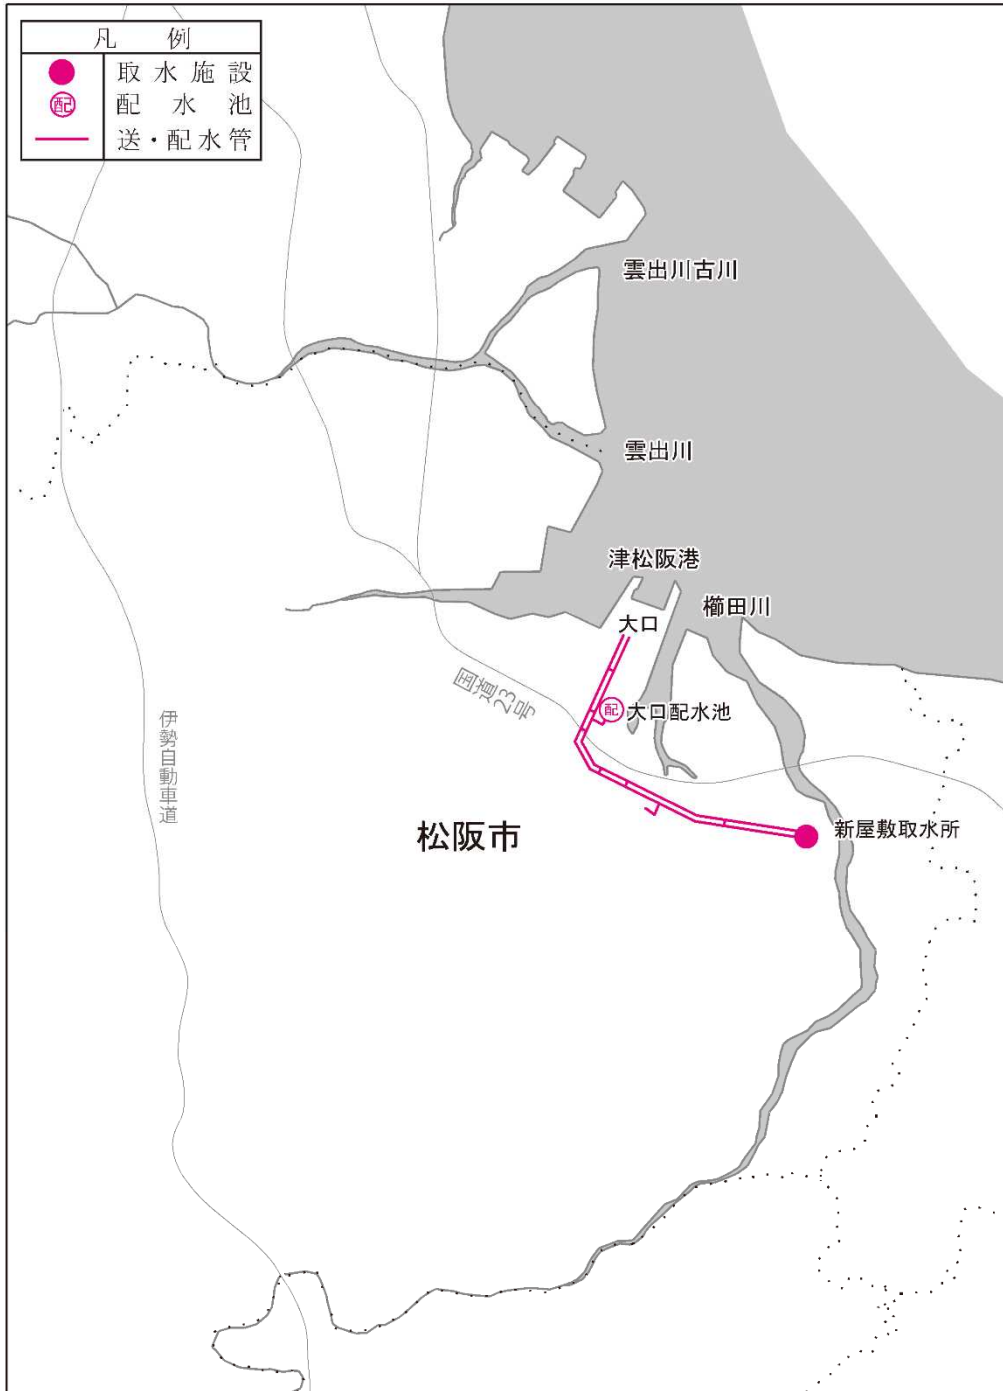 凡例
取水施設
配 配水池
送・配水管
雲出川古川
雲出川
津松阪港
櫛田川
大口
国道23号
配 大口配水池
伊勢自動車道
松阪市
新屋敷取水所